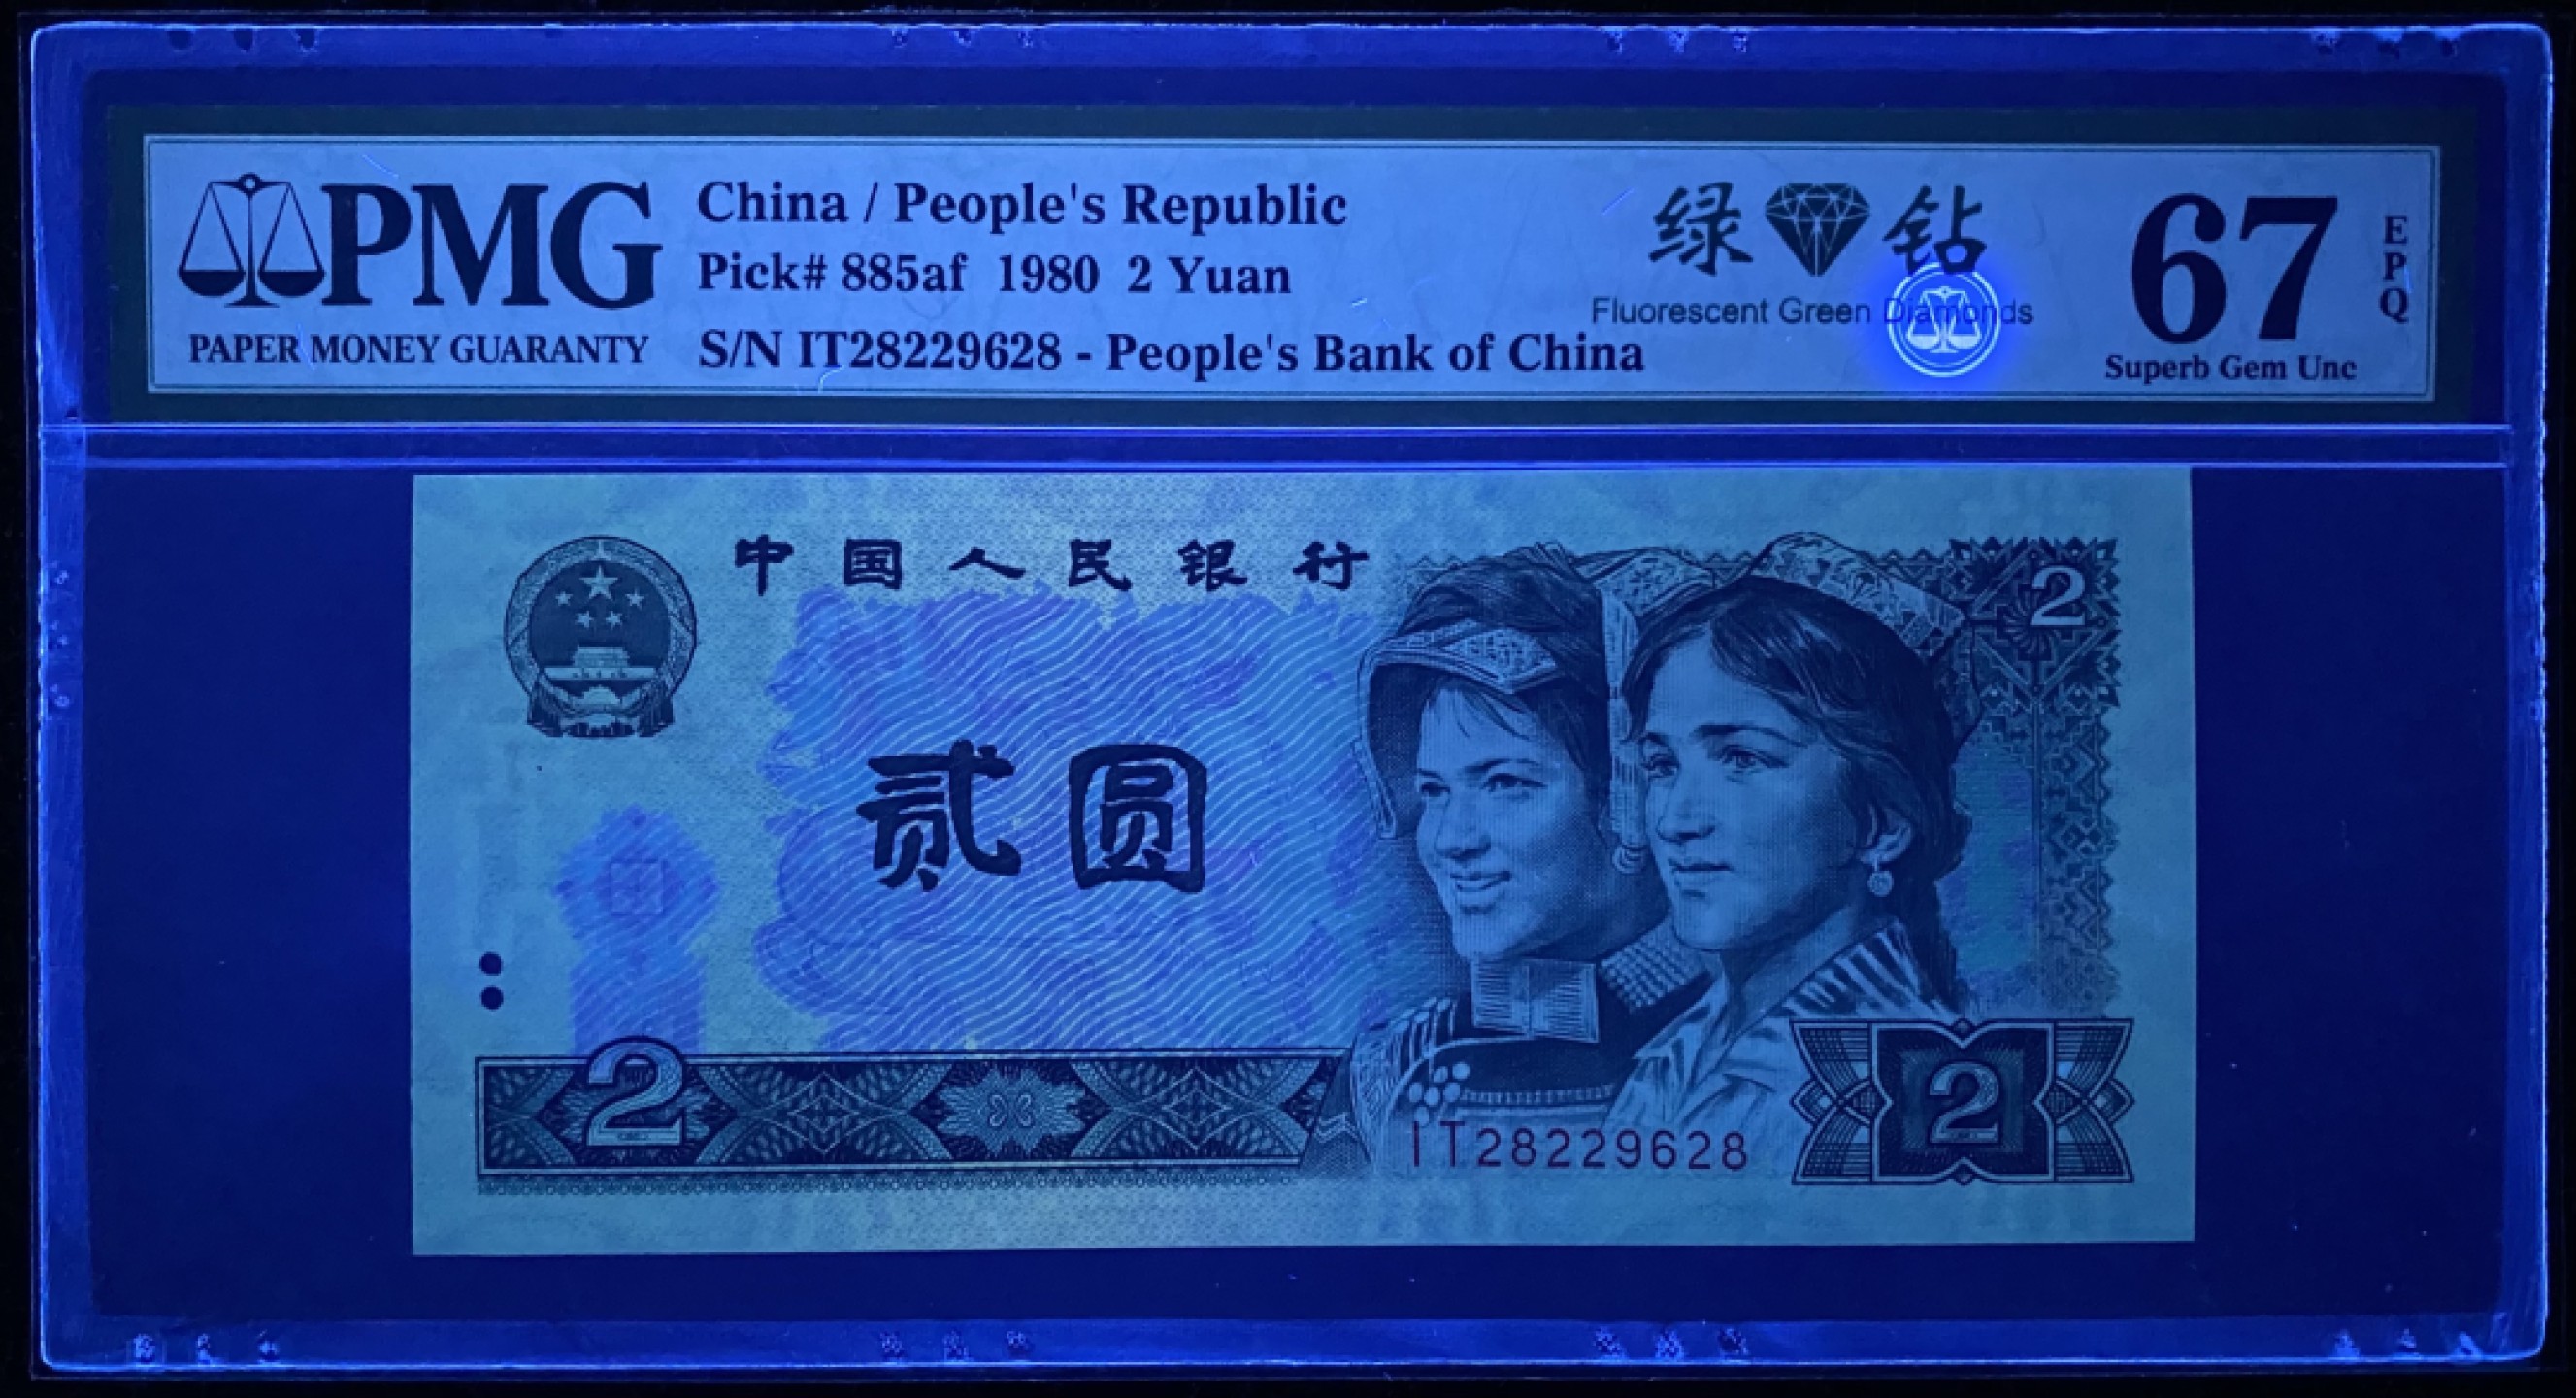 PMG
PAPER MONEY GUARANTY
China / People's Republic
Pick# 885af 1980 2 Yuan
S/N IT28229628 - People's Bank of China
绿 钻
Fluorescent Green Diamonds
67
EPQ
Superb Gem Unc
中国人民银行
2
贰圆
2
IT28229628
2